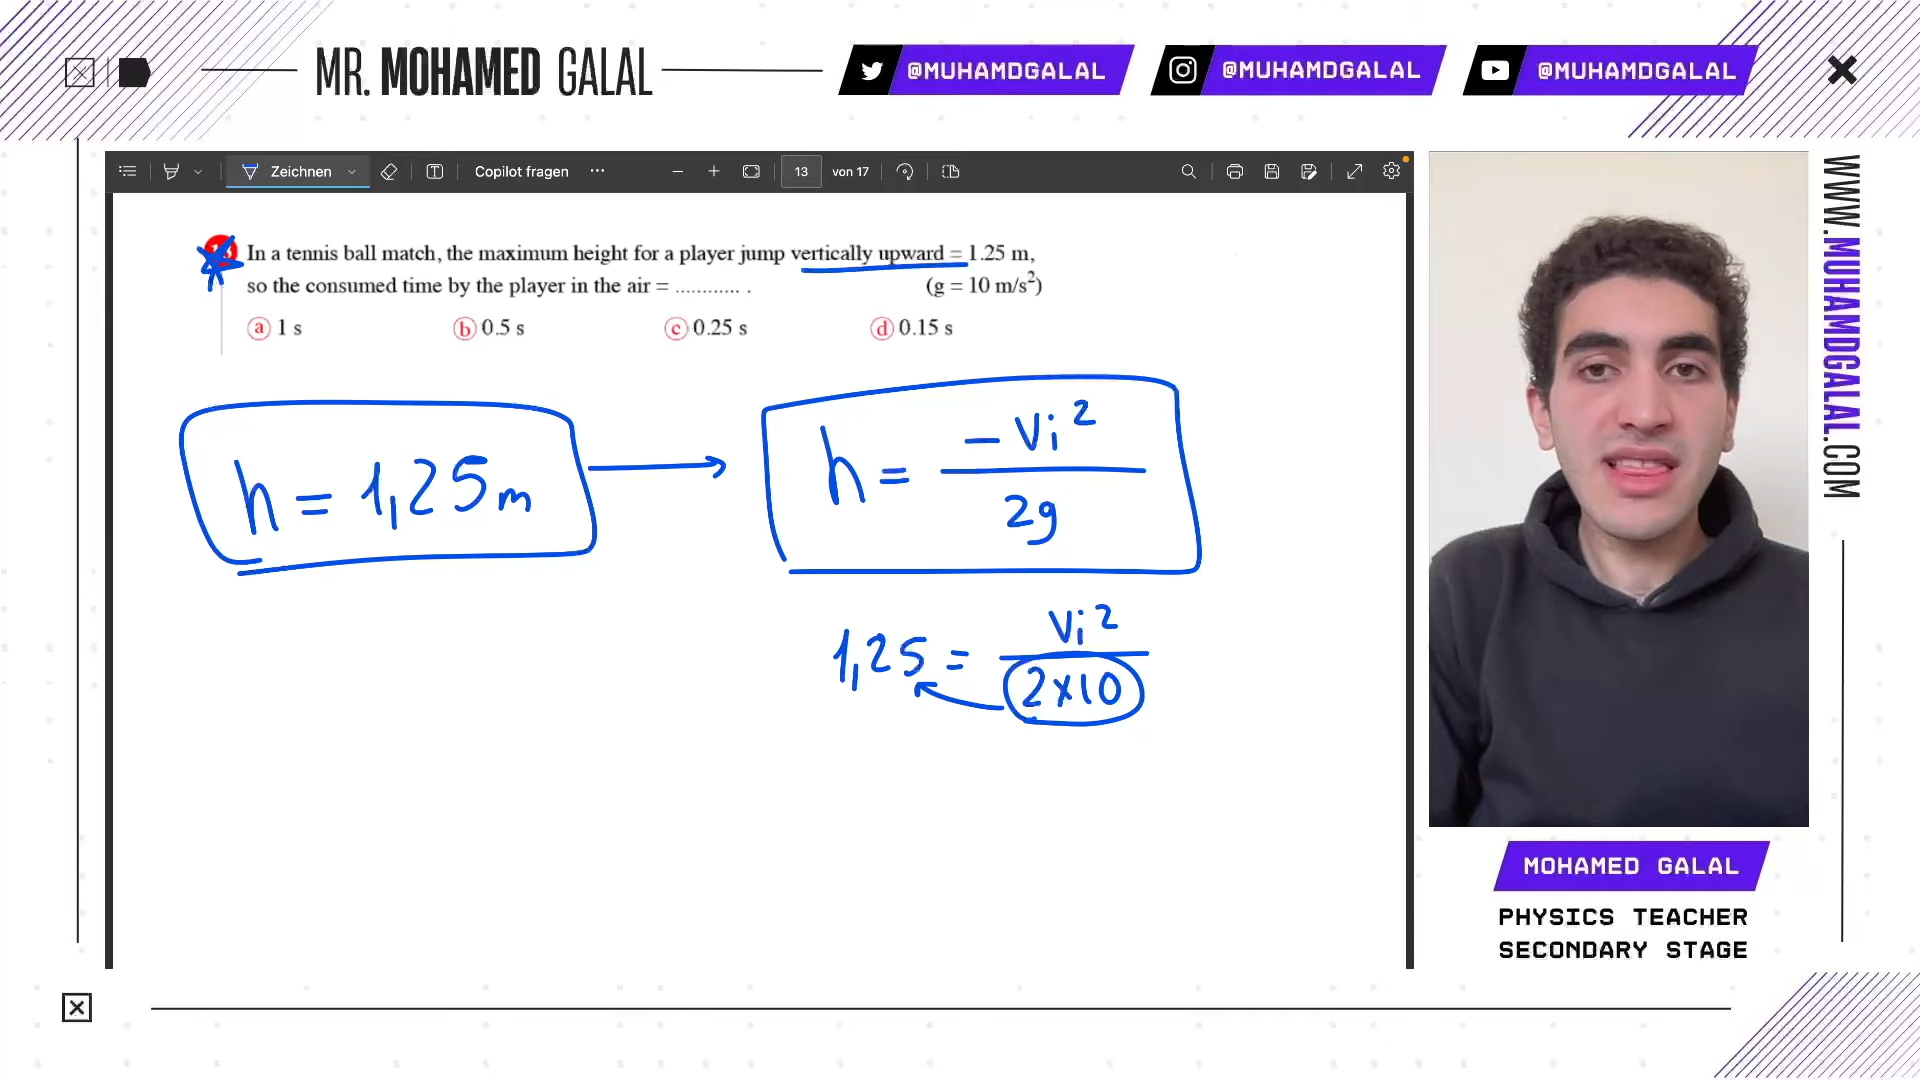 MR. MOHAMED GALAL
@MUHAMDGALAL
@MUHAMDGALAL
@MUHAMDGALAL
Zeichnen
Copilot fragen
13 von 17
In a tennis ball match, the maximum height for a player jump vertically upward = 1.25 m,
so the consumed time by the player in the air = ............ . (g = 10 m/s²)
a 1 s b 0.5 s c 0.25 s d 0.15 s
h = 1,25 m
h = -Vi² / 2g
1,25 = Vi² / 2x10
WWW.MUHAMDGALAL.COM
MOHAMED GALAL
PHYSICS TEACHER
SECONDARY STAGE